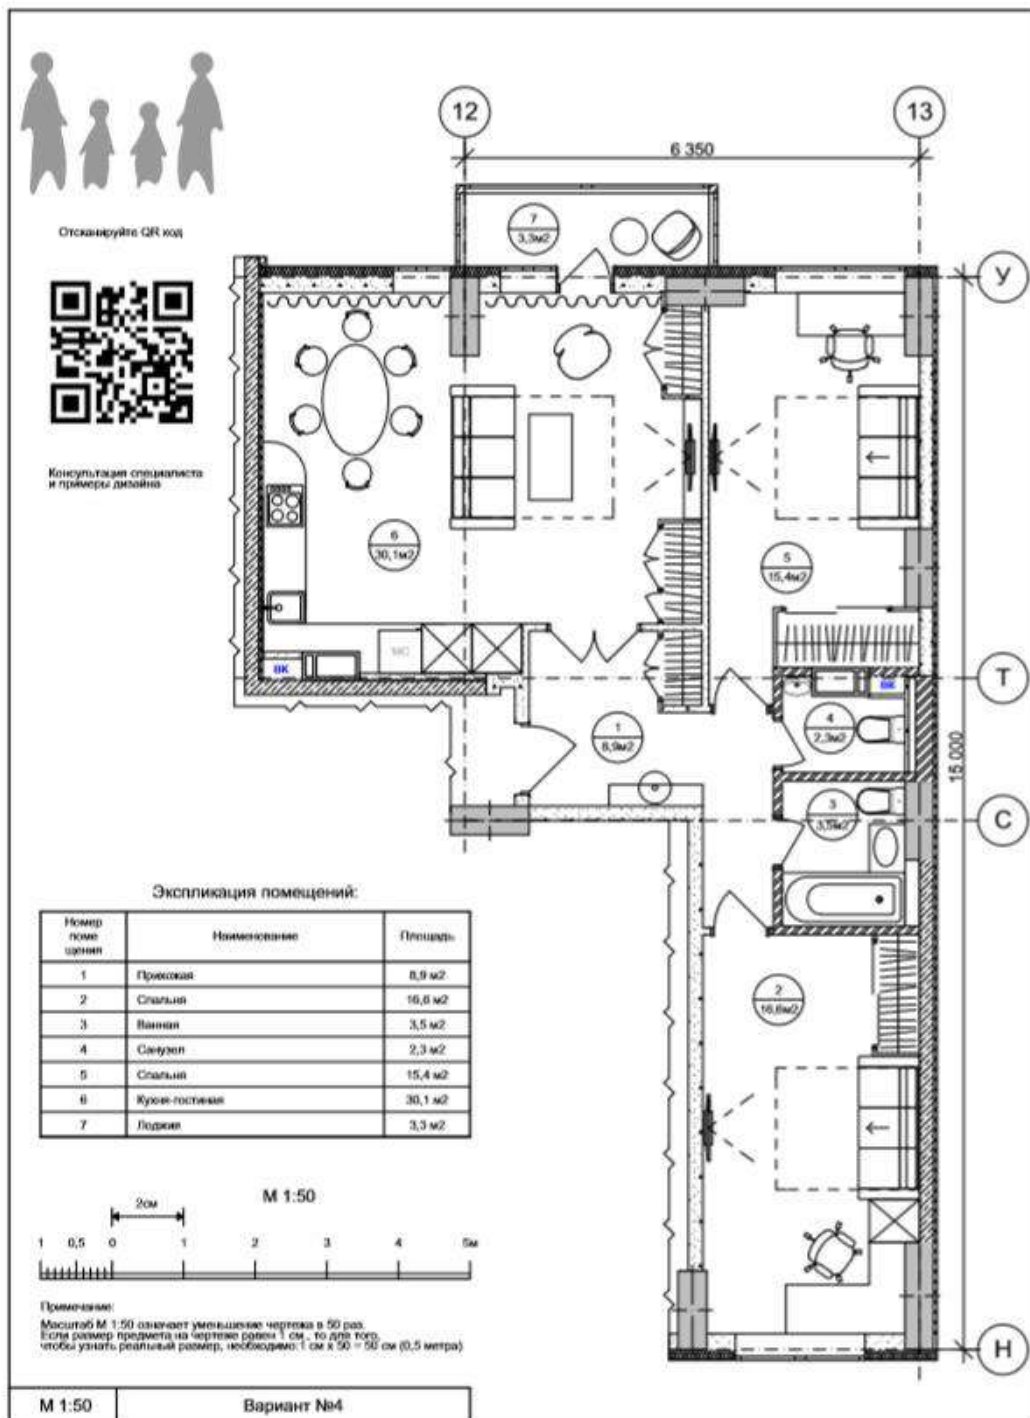 12
13
6 350
Отсканируйте QR код
7
3,3м2
У
Консультация специалиста
и примеры дизайна
6
30,1м2
5
15,4м2
МС
ВК
ВК
Т
1
8,9м2
4
2,3м2
15 000
3
3,5м2
С
Экспликация помещений:
Номер
поме
щения
Наименование
Площадь
1 Прихожая 8,9 м2
2 Спальня 16,6 м2
3 Ванная 3,5 м2
4 Санузел 2,3 м2
5 Спальня 15,4 м2
6 Кухня-гостиная 30,1 м2
7 Лоджия 3,3 м2
2
16,6м2
М 1:50
2см
1 0,5 0 1 2 3 4 5м
Примечание:
Масштаб М 1:50 означает уменьшение чертежа в 50 раз.
Если размер предмета на чертеже равен 1 см , то для того,
чтобы узнать реальный размер, необходимо:1 см х 50 = 50 см (0,5 метра)
Н
М 1:50 Вариант №4